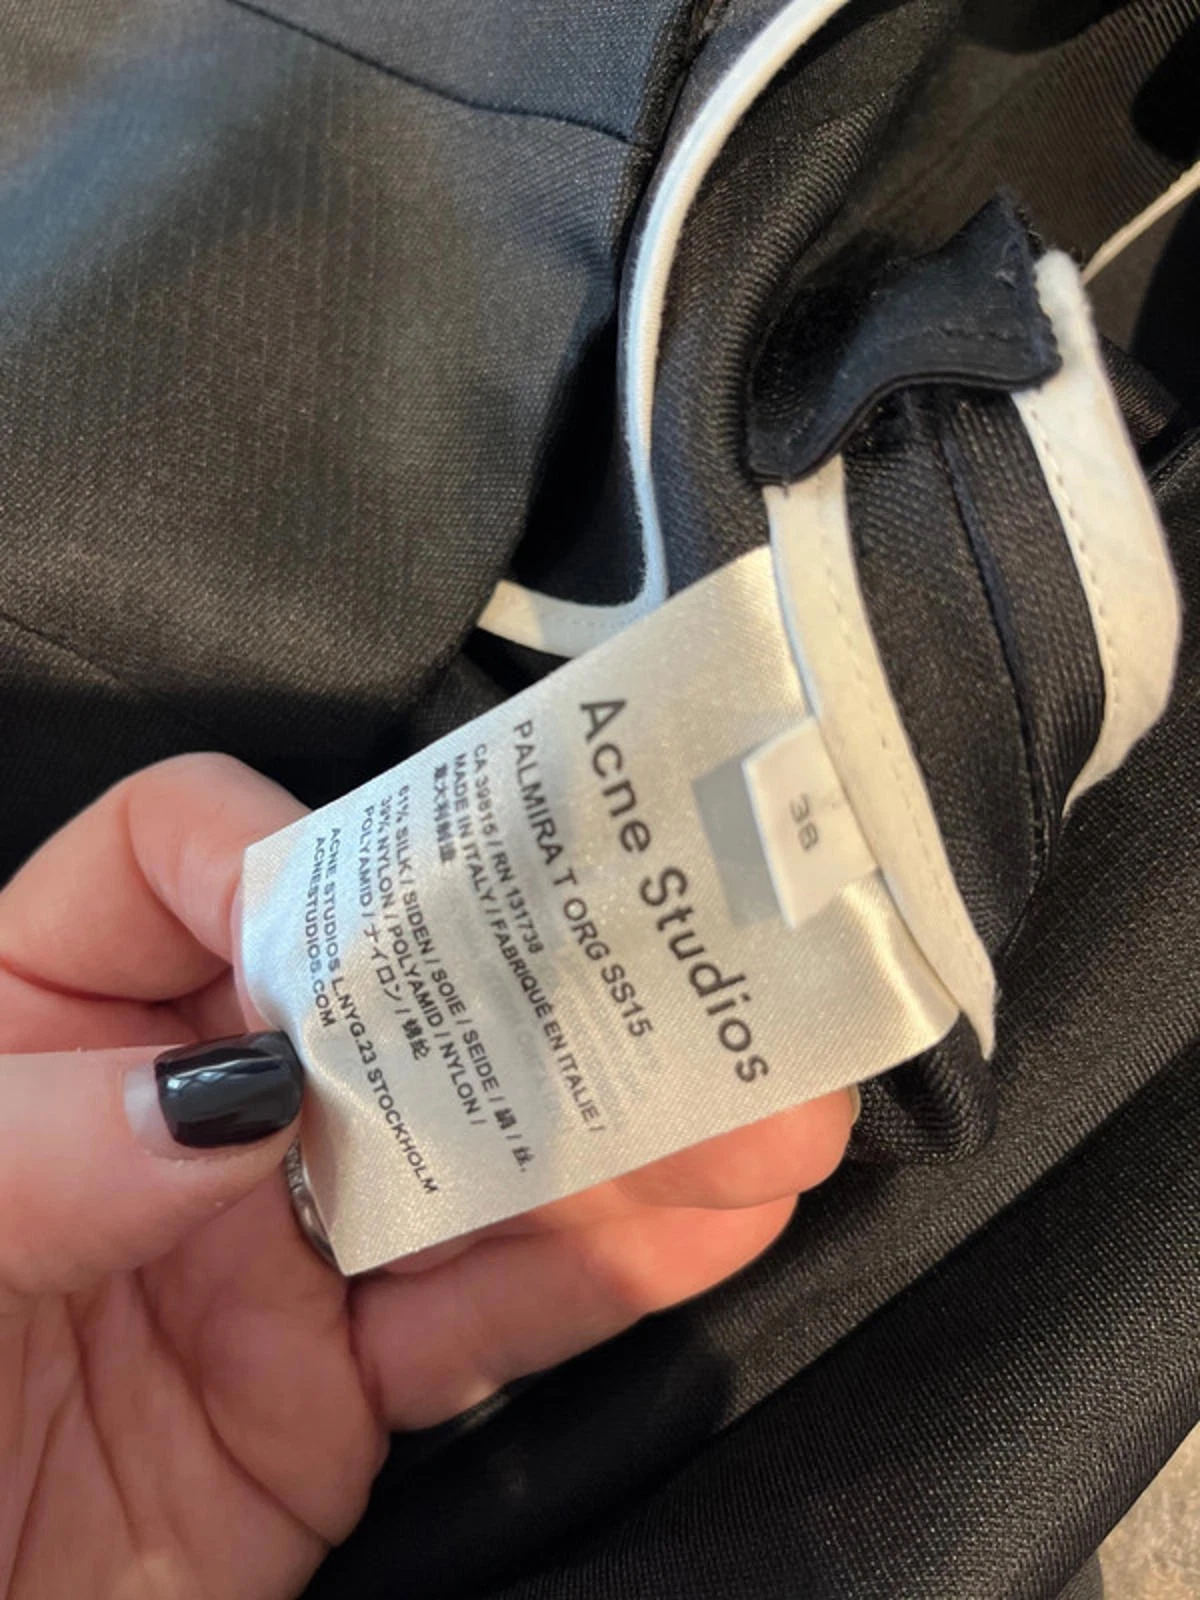 Acne Studios
PALMIRA T ORG SS15
CA 39815 / RN 131738
MADE IN ITALY / FABRIQUÉ EN ITALIE /
意大利制造
61% SILK / SIDEN / SOIE / SEIDE / 絹 / 丝,
39% NYLON / POLYAMID / NYLON /
POLYAMID / ナイロン / 锦纶
ACNE STUDIOS L.NYG.23 STOCKHOLM
ACNESTUDIOS.COM
38